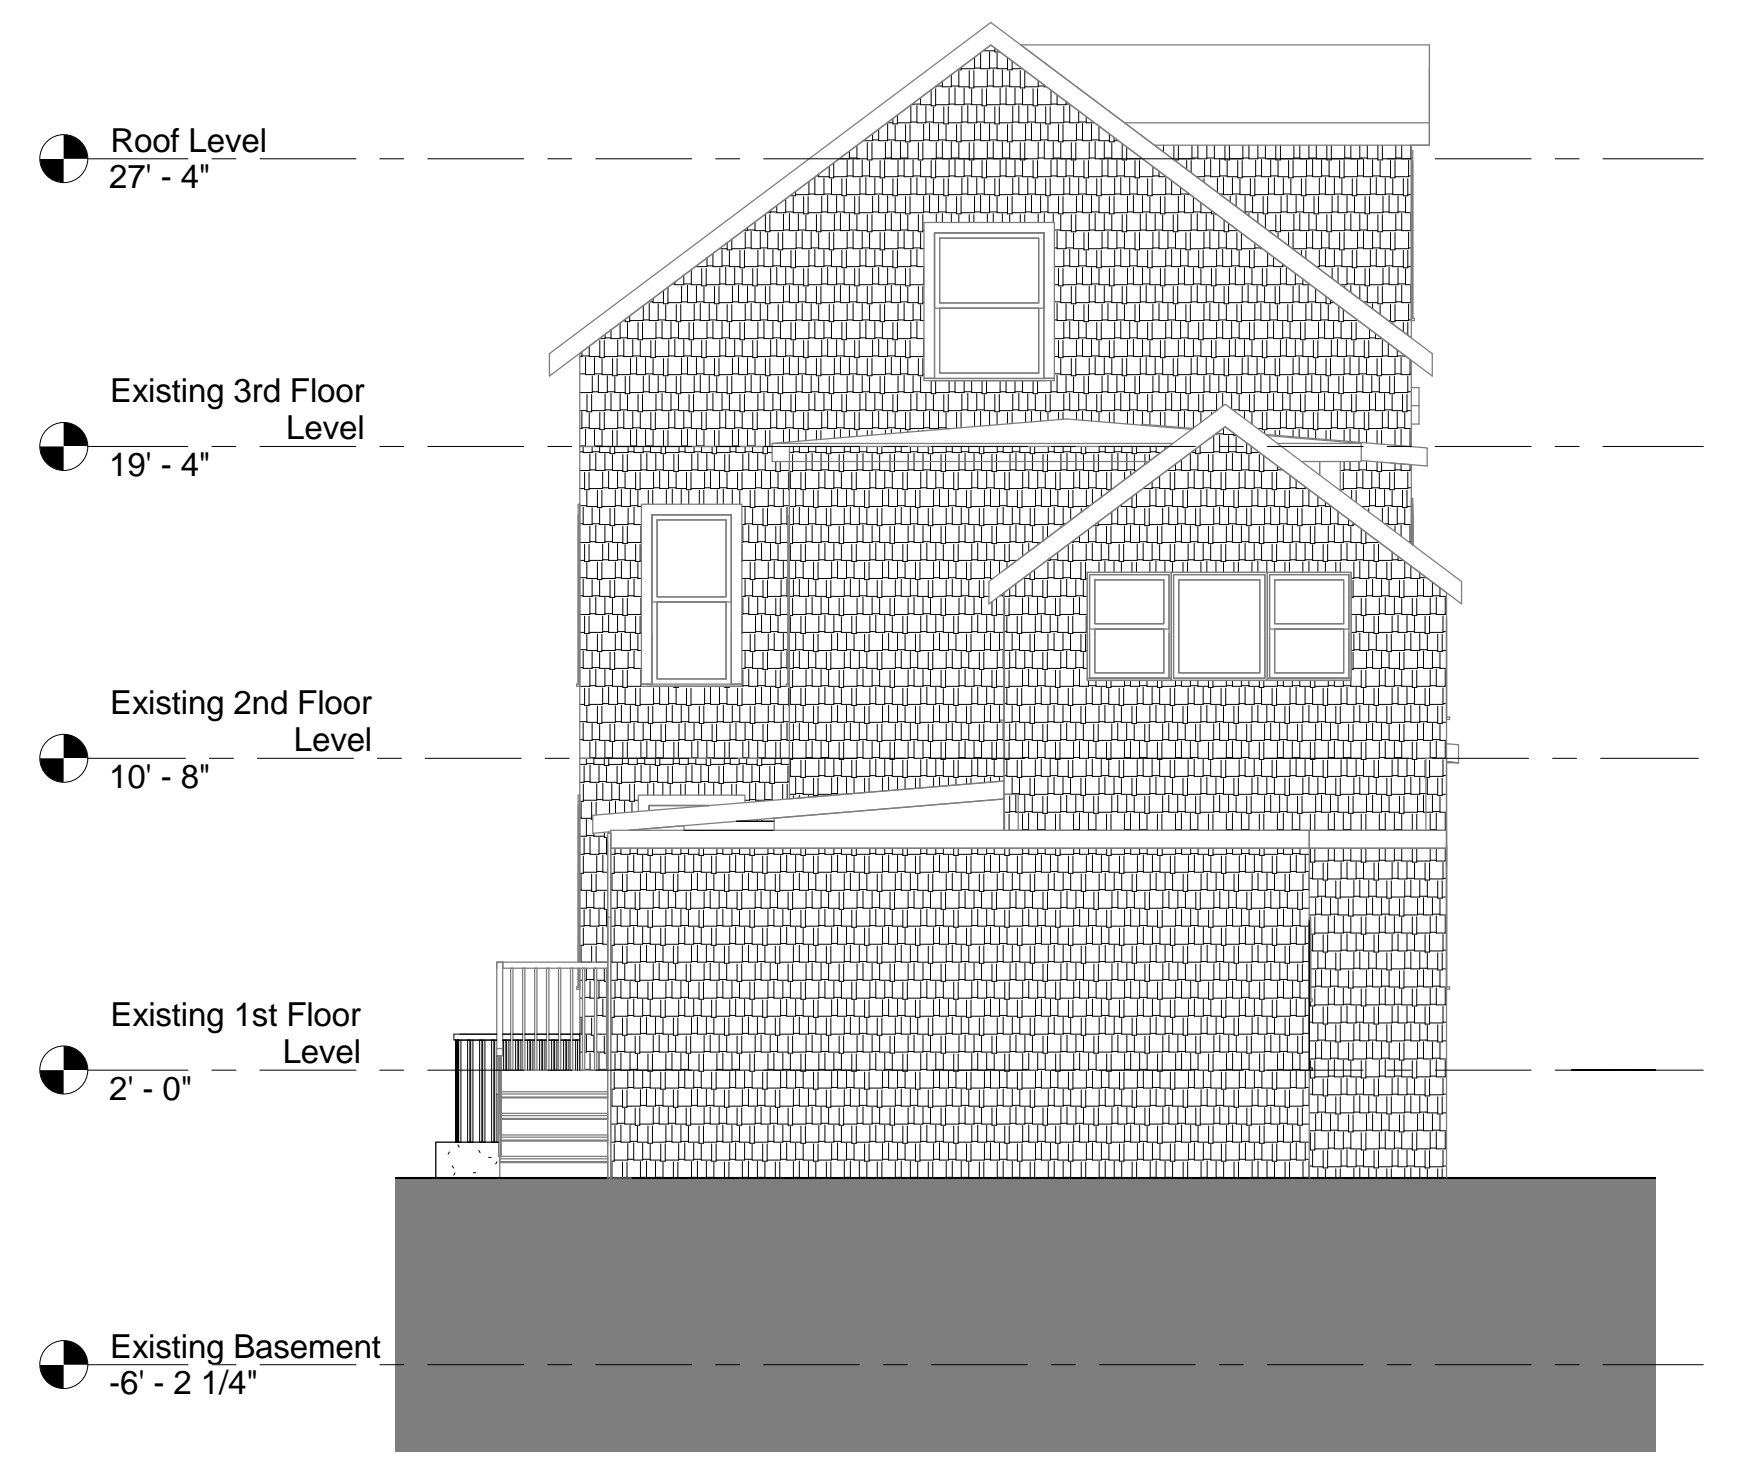 Roof Level
27' - 4"
Existing 3rd Floor
Level
19' - 4"
Existing 2nd Floor
Level
10' - 8"
Existing 1st Floor
Level
2' - 0"
Existing Basement
-6' - 2 1/4"